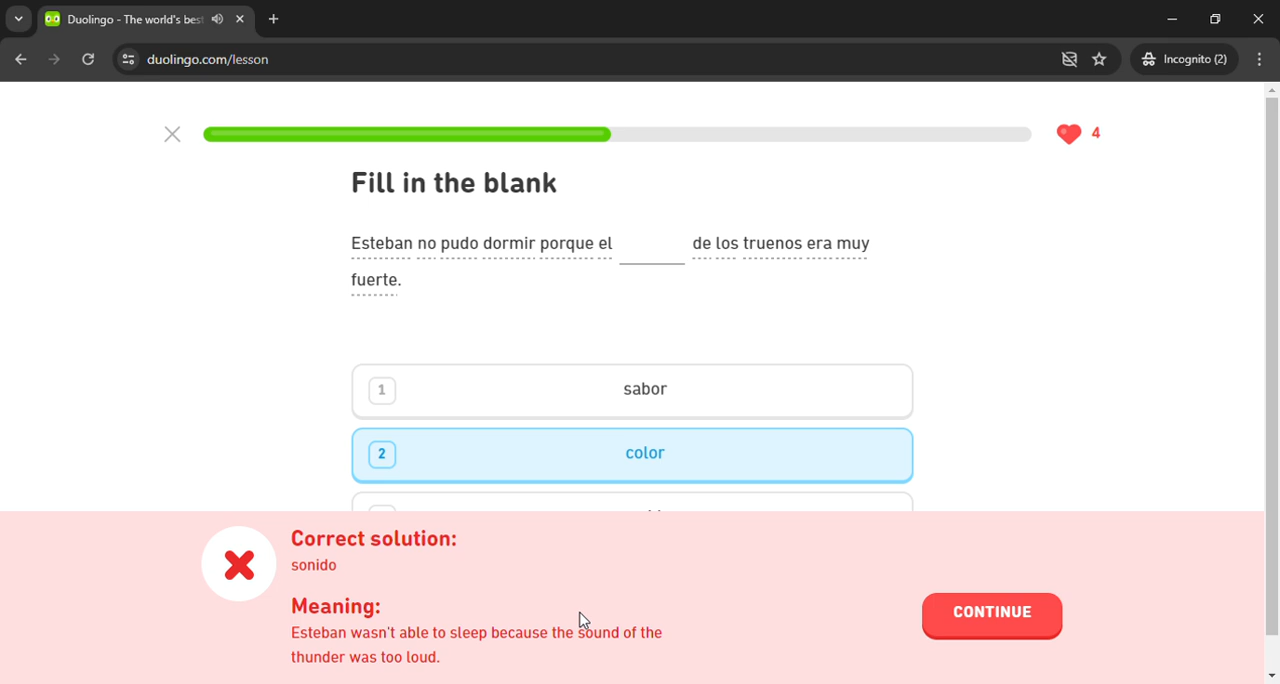 Duolingo - The world's bes
duolingo.com/lesson
Incognito (2)
4
Fill in the blank
Esteban no pudo dormir porque el ______ de los truenos era muy
fuerte.
1 sabor
2 color
Correct solution:
sonido
Meaning:
Esteban wasn't able to sleep because the sound of the
thunder was too loud.
CONTINUE